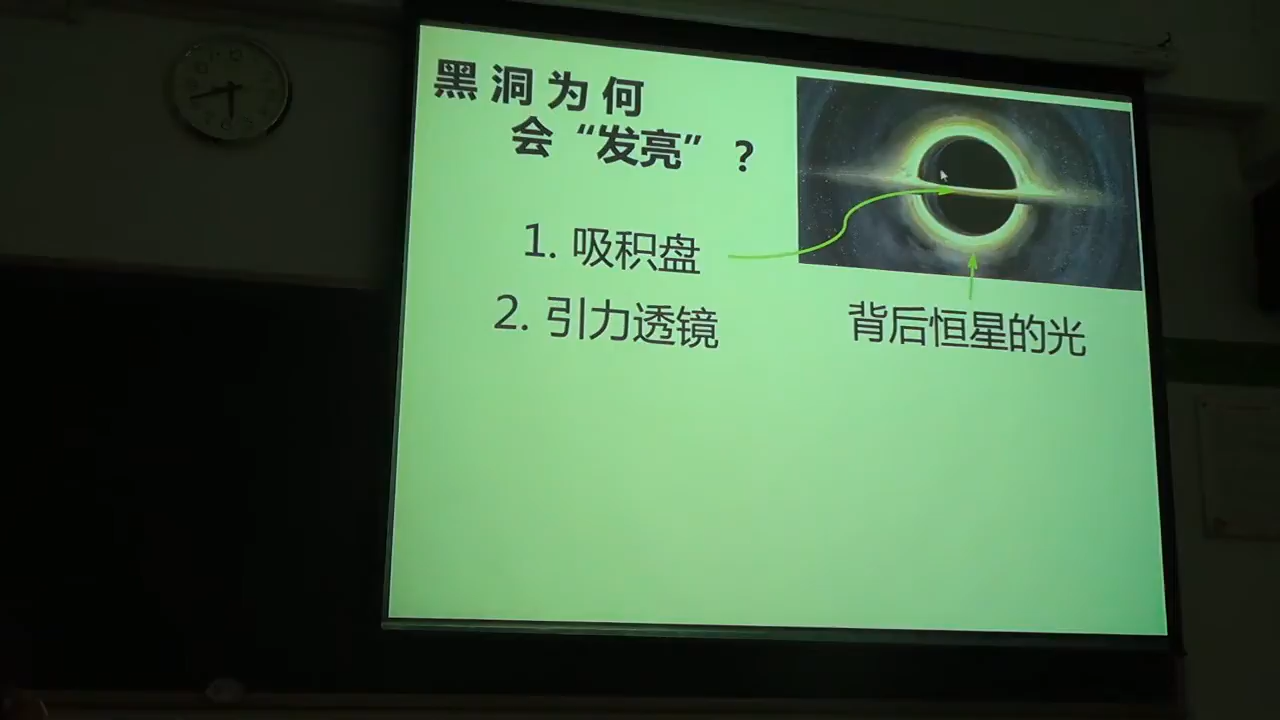 黑洞为何
会“发亮”？
1. 吸积盘
2. 引力透镜
背后恒星的光